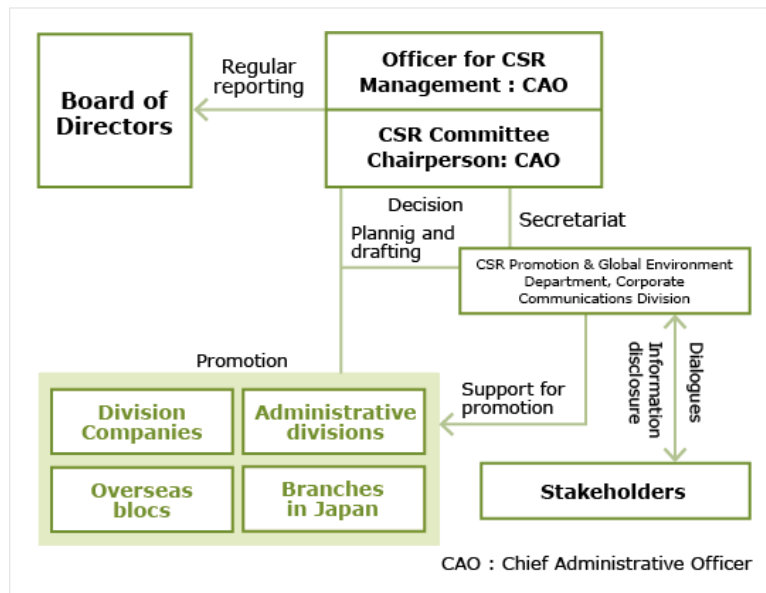 Board of
Directors
Regular
reporting
Officer for CSR
Management : CAO
CSR Committee
Chairperson: CAO
Decision
Plannig and
drafting
Secretariat
CSR Promotion & Global Environment
Department, Corporate
Communications Division
Promotion
Division
Companies
Administrative
divisions
Overseas
blocs
Branches
in Japan
Support for
promotion
Dialogues
Information
disclosure
Stakeholders
CAO : Chief Administrative Officer